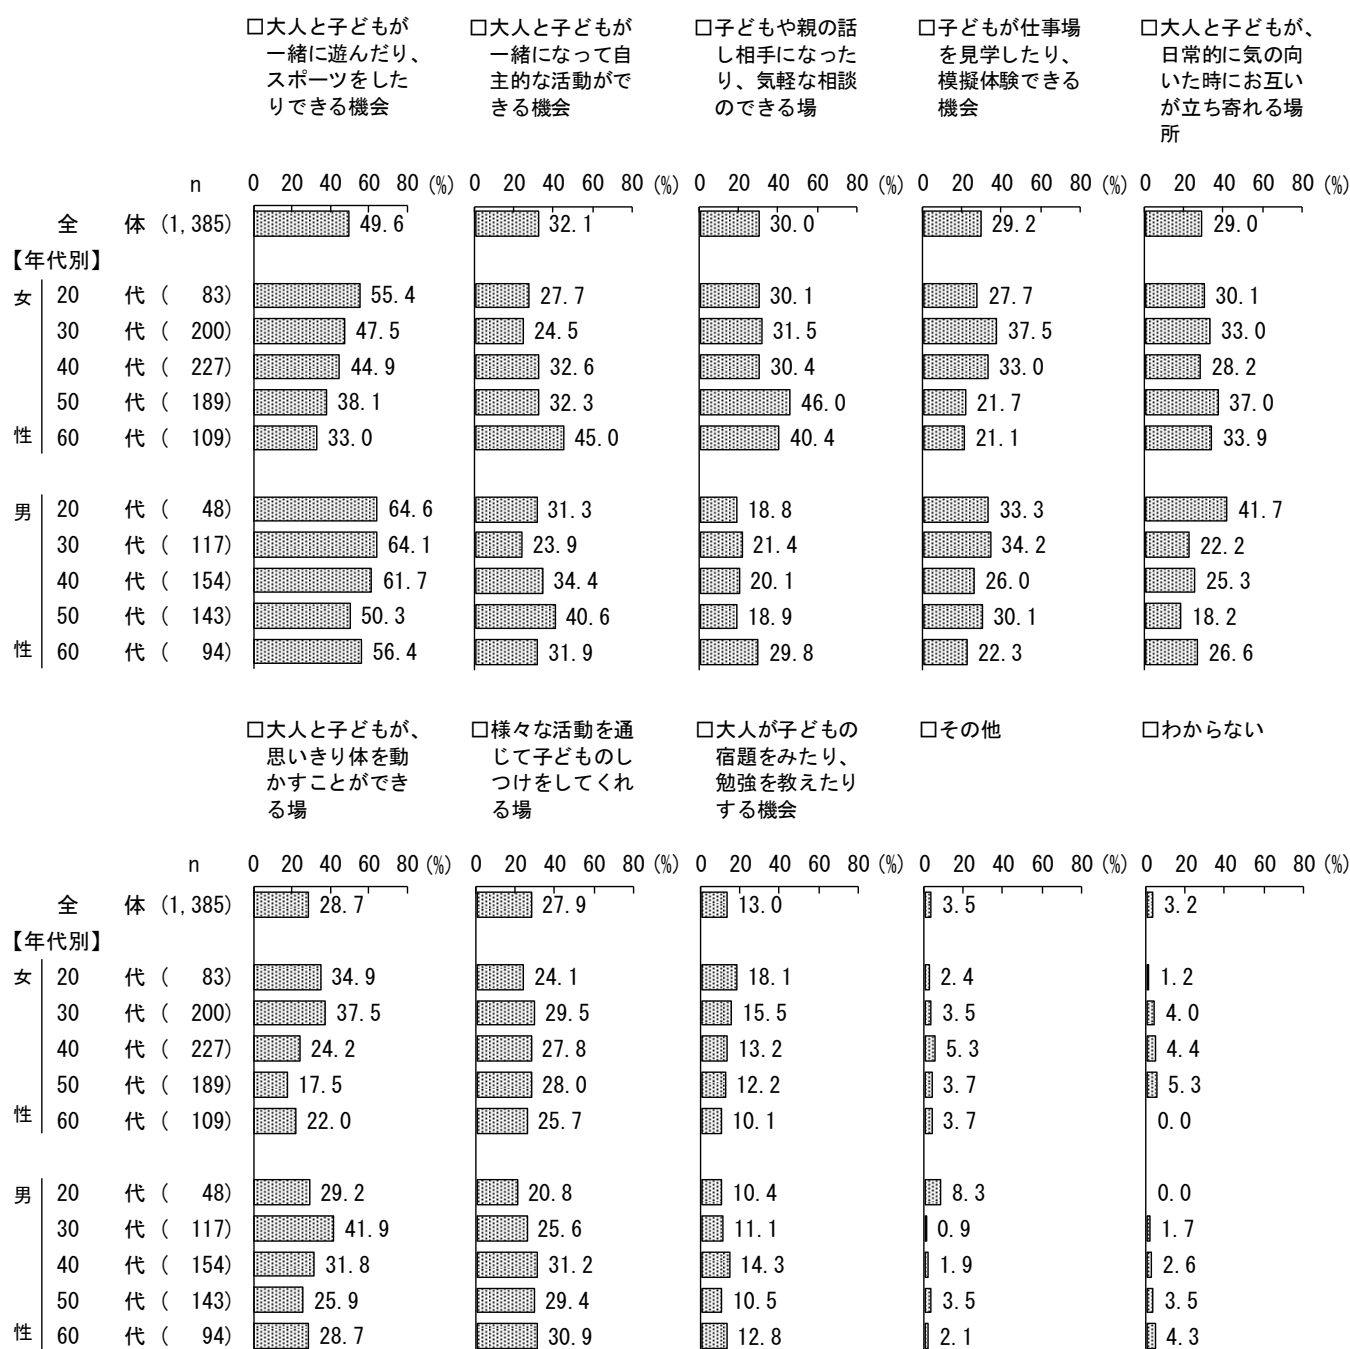 □大人と子どもが □大人と子どもが □子どもや親の話 □子どもが仕事場 □大人と子どもが、
一緒に遊んだり、 一緒になって自 し相手になった を見学したり、 日常的に気の向
スポーツをした 主的な活動がで り、気軽な相談 模擬体験できる いた時にお互い
りできる機会 きる機会 のできる場 機会 が立ち寄れる場
所
n 0 20 40 60 80 (%) 0 20 40 60 80 (%) 0 20 40 60 80 (%) 0 20 40 60 80 (%) 0 20 40 60 80 (%)
全 体 (1,385) 49.6 32.1 30.0 29.2 29.0
【年代別】
女 20 代 ( 83) 55.4 27.7 30.1 27.7 30.1
30 代 ( 200) 47.5 24.5 31.5 37.5 33.0
40 代 ( 227) 44.9 32.6 30.4 33.0 28.2
50 代 ( 189) 38.1 32.3 46.0 21.7 37.0
性 60 代 ( 109) 33.0 45.0 40.4 21.1 33.9
男 20 代 ( 48) 64.6 31.3 18.8 33.3 41.7
30 代 ( 117) 64.1 23.9 21.4 34.2 22.2
40 代 ( 154) 61.7 34.4 20.1 26.0 25.3
50 代 ( 143) 50.3 40.6 18.9 30.1 18.2
性 60 代 ( 94) 56.4 31.9 29.8 22.3 26.6
□大人と子どもが、 □様々な活動を通 □大人が子どもの □その他 □わからない
思いきり体を動 じて子どものし 宿題をみたり、
かすことができ つけをしてくれ 勉強を教えたり
る場 る場 する機会
n 0 20 40 60 80 (%) 0 20 40 60 80 (%) 0 20 40 60 80 (%) 0 20 40 60 80 (%) 0 20 40 60 80 (%)
全 体 (1,385) 28.7 27.9 13.0 3.5 3.2
【年代別】
女 20 代 ( 83) 34.9 24.1 18.1 2.4 1.2
30 代 ( 200) 37.5 29.5 15.5 3.5 4.0
40 代 ( 227) 24.2 27.8 13.2 5.3 4.4
50 代 ( 189) 17.5 28.0 12.2 3.7 5.3
性 60 代 ( 109) 22.0 25.7 10.1 3.7 0.0
男 20 代 ( 48) 29.2 20.8 10.4 8.3 0.0
30 代 ( 117) 41.9 25.6 11.1 0.9 1.7
40 代 ( 154) 31.8 31.2 14.3 1.9 2.6
50 代 ( 143) 25.9 29.4 10.5 3.5 3.5
性 60 代 ( 94) 28.7 30.9 12.8 2.1 4.3